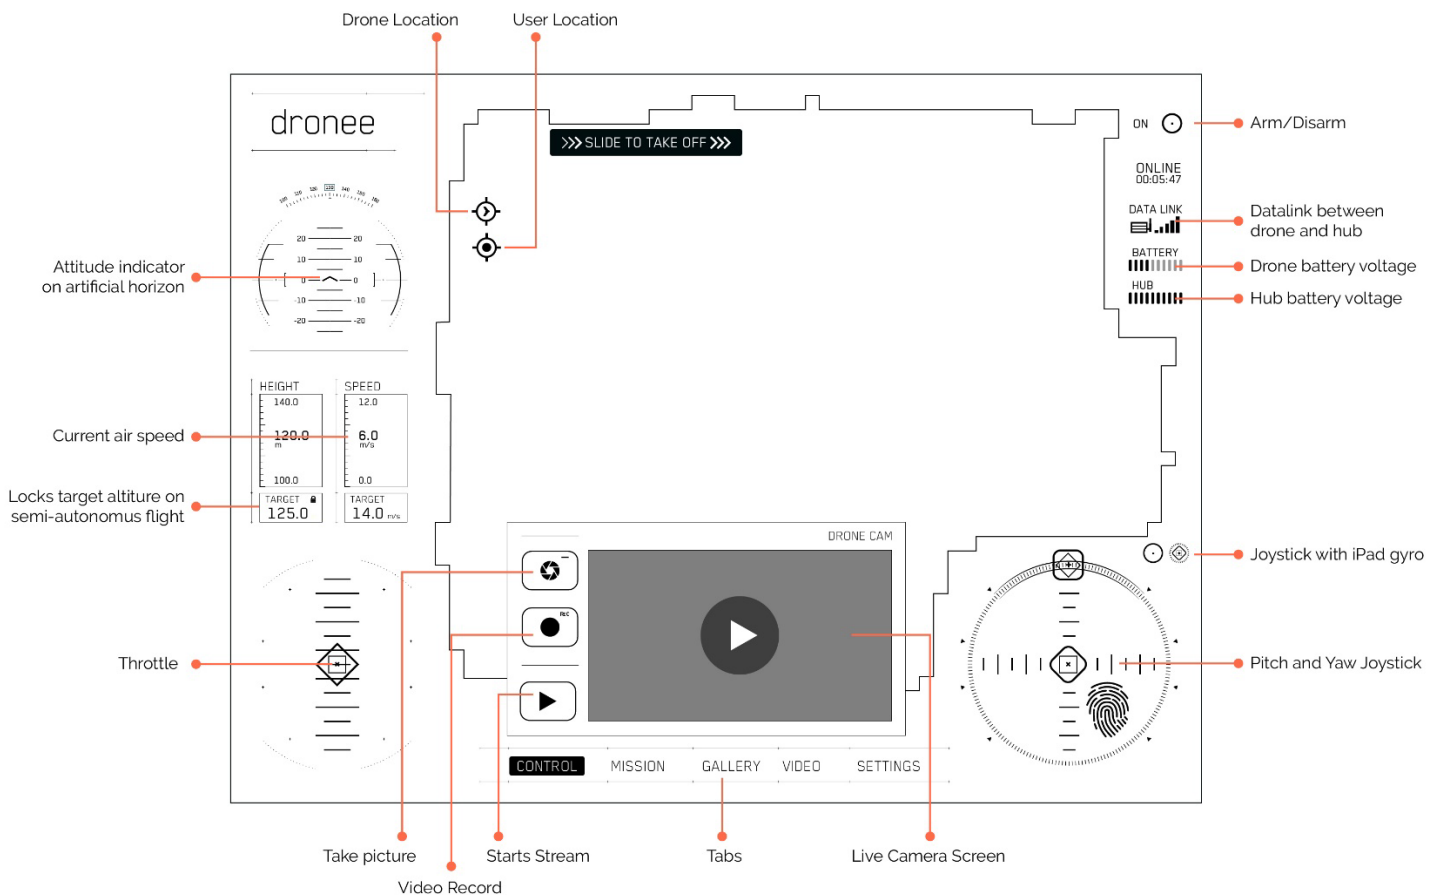 Drone Location
User Location
dronee
>>> SLIDE TO TAKE OFF >>>
ON
Arm/Disarm
ONLINE
00:05:47
DATA LINK
Datalink between
drone and hub
BATTERY
Drone battery voltage
HUB
Hub battery voltage
20 20
10 10
0 0
-10 -10
-20 -20
Attitude indicator
on artificial horizon
HEIGHT
140.0
120.0
m
100.0
SPEED
12.0
6.0
m/s
0.0
Current air speed
TARGET
125.0
TARGET
14.0 m/s
Locks target altiture on
semi-autonomus flight
DRONE CAM
REC
Joystick with iPad gyro
Throttle
Pitch and Yaw Joystick
CONTROL
MISSION
GALLERY
VIDEO
SETTINGS
Take picture
Video Record
Starts Stream
Tabs
Live Camera Screen